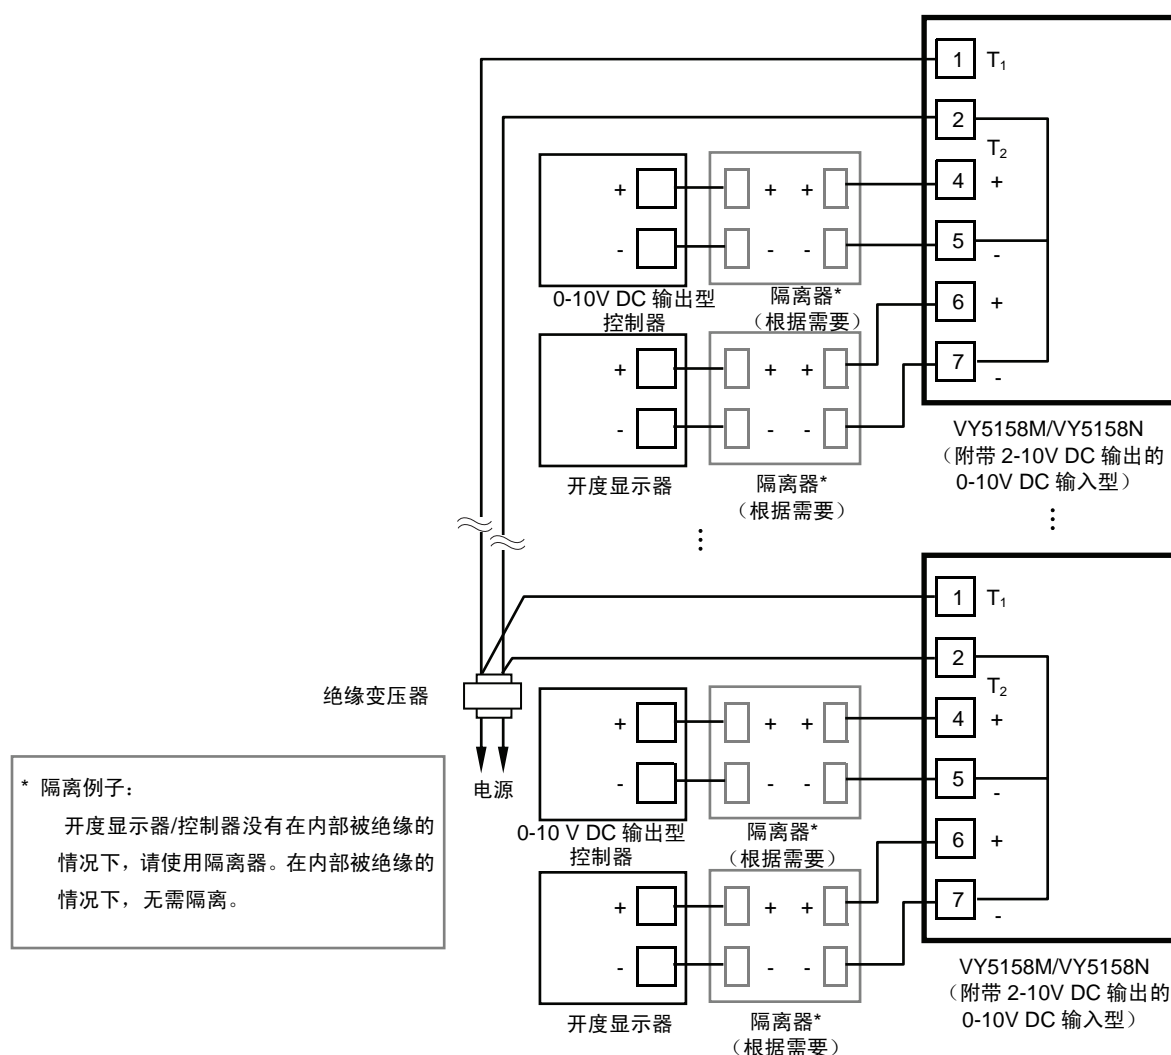 1 T₁
2
T₂
+ + + 4 +
- - - 5 -
0-10V DC 输出型
控制器
隔离器*
（根据需要）
6 +
+ + +
7 -
- - -
开度显示器
隔离器*
（根据需要）
VY5158M/VY5158N
（附带 2-10V DC 输出的
0-10V DC 输入型）
⋮
⋮
1 T₁
2
T₂
绝缘变压器
+ + + 4 +
- - - 5 -
电源
0-10 V DC 输出型
控制器
隔离器*
（根据需要）
6 +
+ + +
7 -
- - -
开度显示器
隔离器*
（根据需要）
VY5158M/VY5158N
（附带 2-10V DC 输出的
0-10V DC 输入型）
* 隔离例子：
开度显示器/控制器没有在内部被绝缘的
情况下，请使用隔离器。在内部被绝缘的
情况下，无需隔离。